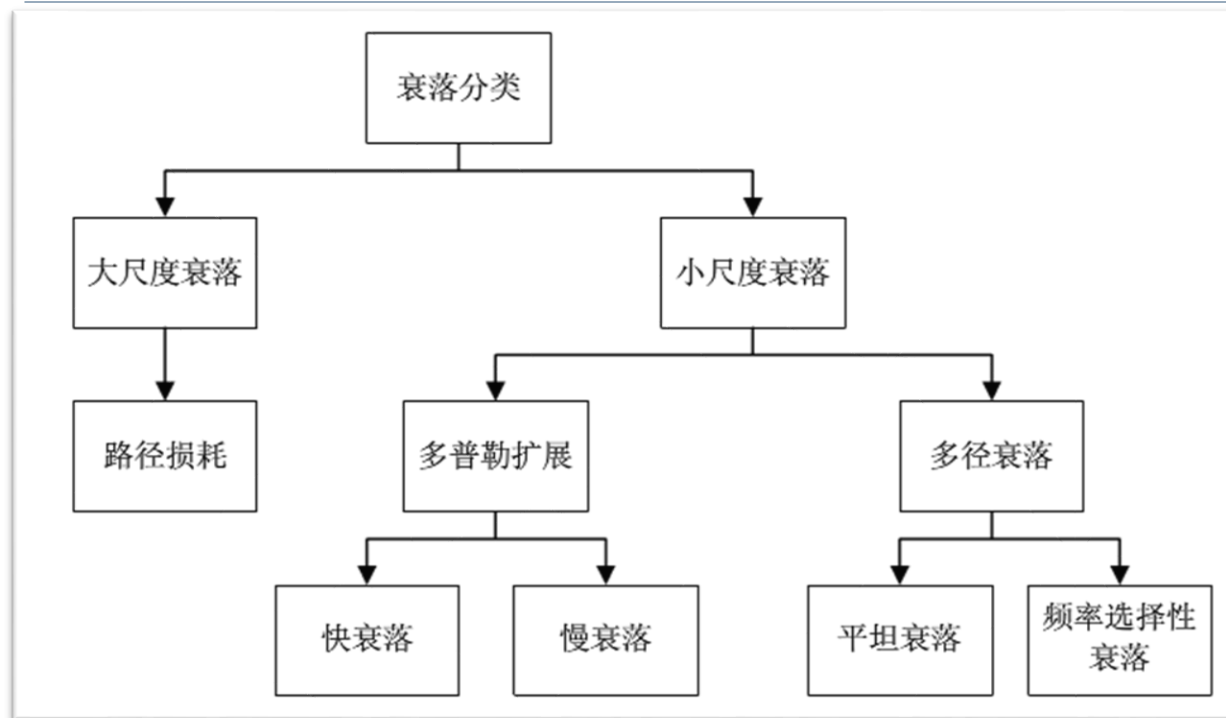 衰落分类
大尺度衰落
小尺度衰落
路径损耗
多普勒扩展
多径衰落
快衰落
慢衰落
平坦衰落
频率选择性
衰落